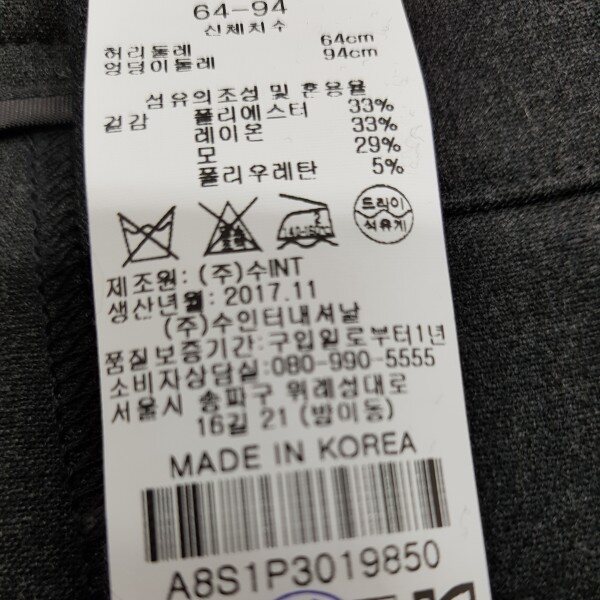 64-94
신체치수
허리둘레 64cm
엉덩이둘레 94cm
섬유의조성 및 혼용율
겉감 폴리에스터 33%
레이온 33%
모 29%
폴리우레탄 5%
드라이
석유계
제조원: (주)수INT
생산년월: 2017.11
(주)수인터내셔날
품질보증기간:구입일로부터1년
소비자상담실:080-990-5555
서울시 송파구 위례성대로
16길 21 (방이동)
MADE IN KOREA
A8S1P3019850